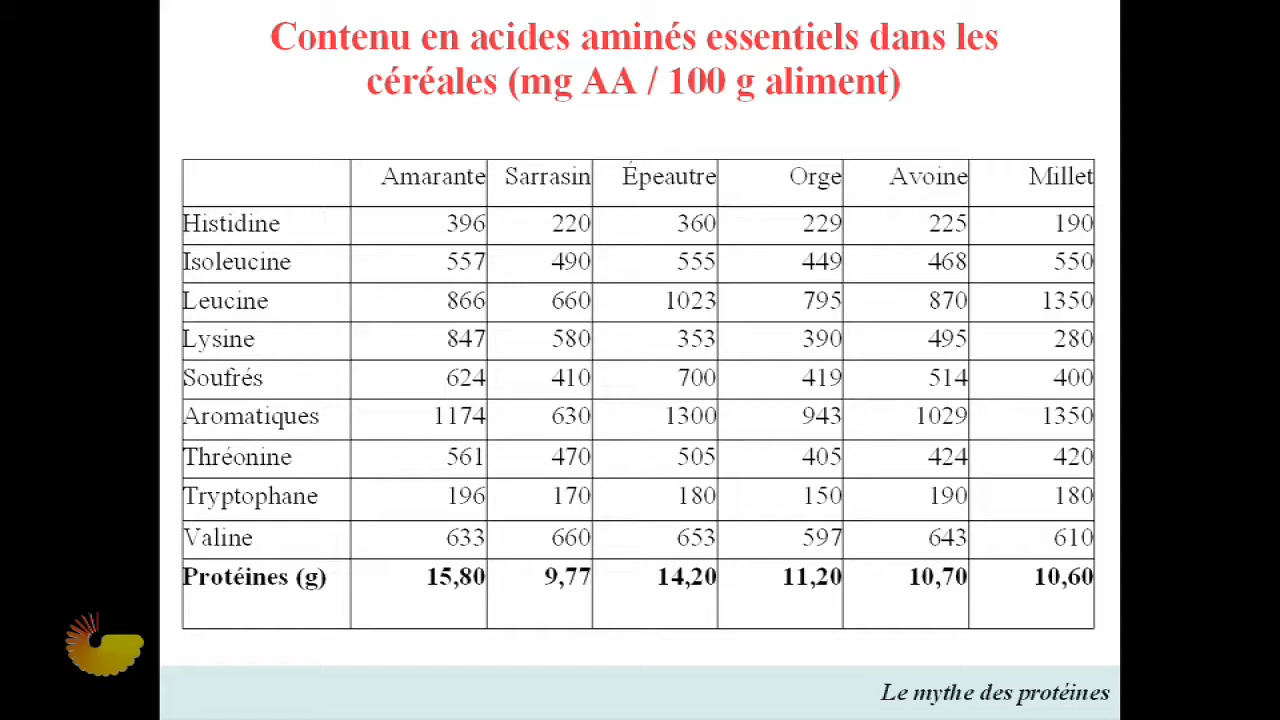 Contenu en acides aminés essentiels dans les
céréales (mg AA / 100 g aliment)
Amarante Sarrasin Épeautre Orge Avoine Millet
Histidine 396 220 360 229 225 190
Isoleucine 557 490 555 449 468 550
Leucine 866 660 1023 795 870 1350
Lysine 847 580 353 390 495 280
Soufrés 624 410 700 419 514 400
Aromatiques 1174 630 1300 943 1029 1350
Thréonine 561 470 505 405 424 420
Tryptophane 196 170 180 150 190 180
Valine 633 660 653 597 643 610
Protéines (g) 15,80 9,77 14,20 11,20 10,70 10,60
Le mythe des protéines